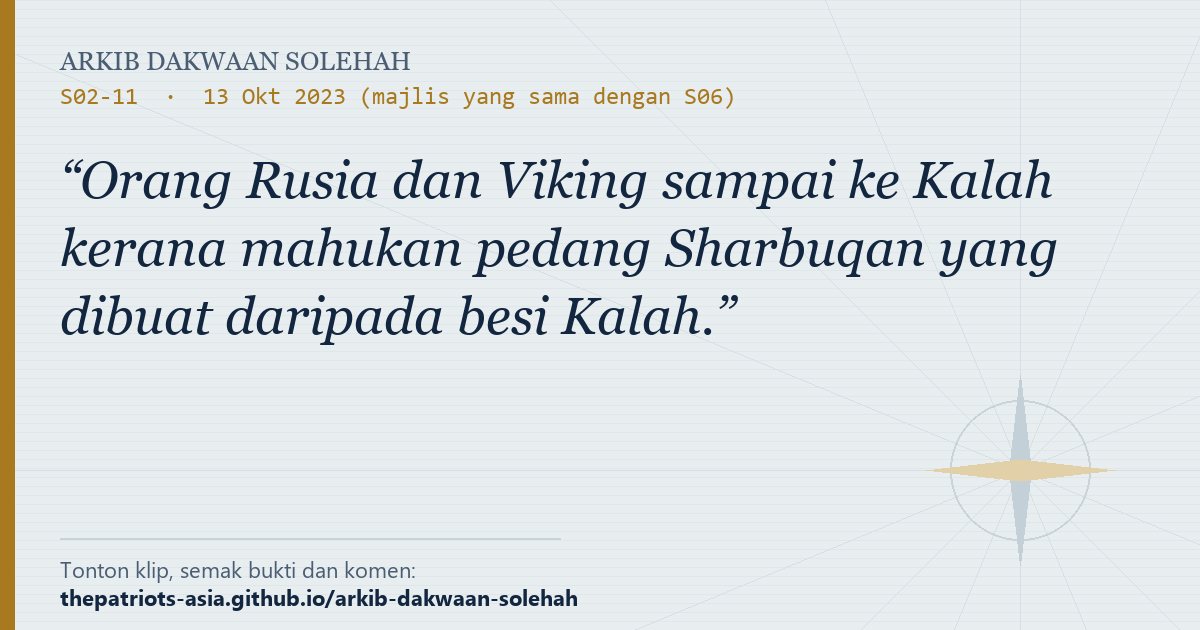 ARKIB DAKWAAN SOLEHAH
S02-11 · 13 Okt 2023 (majlis yang sama dengan S06)
“Orang Rusia dan Viking sampai ke Kalah
kerana mahukan pedang Sharbuqan yang
dibuat daripada besi Kalah.”
Tonton klip, semak bukti dan komen:
thepatriots-asia.github.io/arkib-dakwaan-solehah